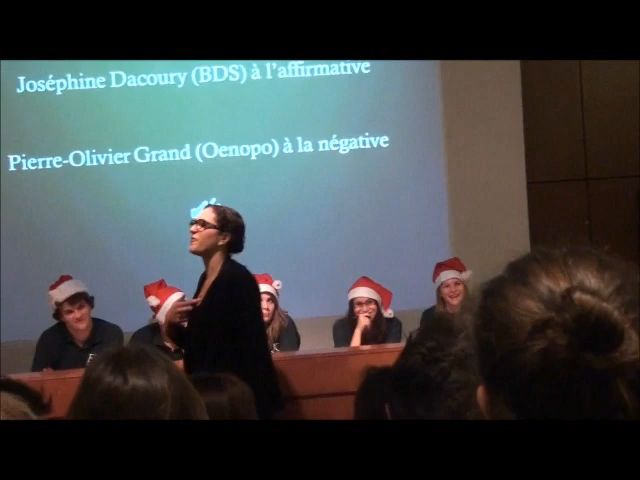 Joséphine Dacoury (BDS) à l'affirmative
Pierre-Olivier Grand (Oenopo) à la négative